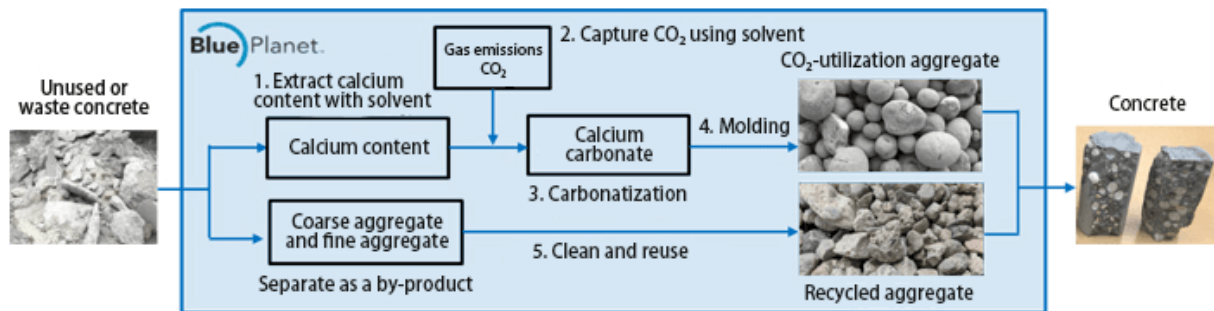 Blue Planet.
Unused or
waste concrete
1. Extract calcium
content with solvent
Gas emissions
CO₂
2. Capture CO₂ using solvent
Calcium content
Calcium
carbonate
3. Carbonatization
4. Molding
CO₂-utilization aggregate
Coarse aggregate
and fine aggregate
Separate as a by-product
5. Clean and reuse
Recycled aggregate
Concrete